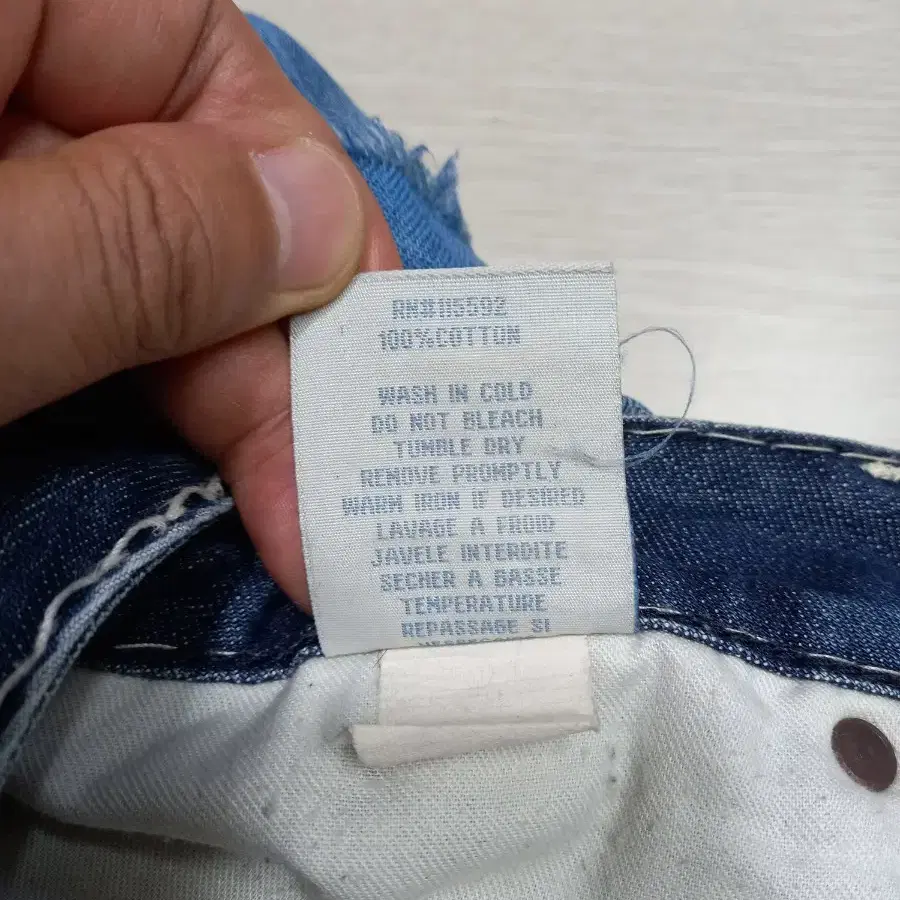 RN#115592
100%COTTON
WASH IN COLD
DO NOT BLEACH
TUMBLE DRY
REMOVE PROMPTLY
WARM IRON IF DESIRED
LAVAGE A FROID
JAVELE INTERDITE
SECHER A BASSE
TEMPERATURE
REPASSAGE SI